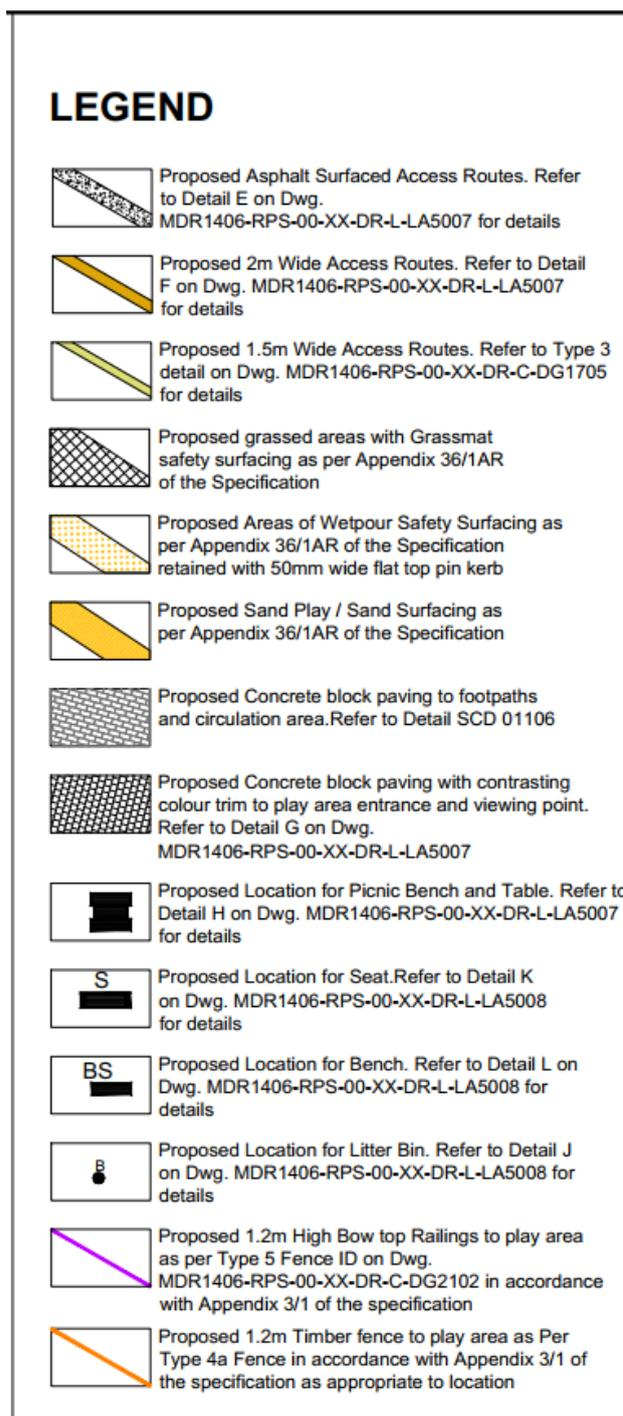 LEGEND
Proposed Asphalt Surfaced Access Routes. Refer
to Detail E on Dwg.
MDR1406-RPS-00-XX-DR-L-LA5007 for details
Proposed 2m Wide Access Routes. Refer to Detail
F on Dwg. MDR1406-RPS-00-XX-DR-L-LA5007
for details
Proposed 1.5m Wide Access Routes. Refer to Type 3
detail on Dwg. MDR1406-RPS-00-XX-DR-C-DG1705
for details
Proposed grassed areas with Grassmat
safety surfacing as per Appendix 36/1AR
of the Specification
Proposed Areas of Wetpour Safety Surfacing as
per Appendix 36/1AR of the Specification
retained with 50mm wide flat top pin kerb
Proposed Sand Play / Sand Surfacing as
per Appendix 36/1AR of the Specification
Proposed Concrete block paving to footpaths
and circulation area.Refer to Detail SCD 01106
Proposed Concrete block paving with contrasting
colour trim to play area entrance and viewing point.
Refer to Detail G on Dwg.
MDR1406-RPS-00-XX-DR-L-LA5007
Proposed Location for Picnic Bench and Table. Refer to
Detail H on Dwg. MDR1406-RPS-00-XX-DR-L-LA5007
for details
S
Proposed Location for Seat.Refer to Detail K
on Dwg. MDR1406-RPS-00-XX-DR-L-LA5008
for details
BS
Proposed Location for Bench. Refer to Detail L on
Dwg. MDR1406-RPS-00-XX-DR-L-LA5008 for
details
B
Proposed Location for Litter Bin. Refer to Detail J
on Dwg. MDR1406-RPS-00-XX-DR-L-LA5008 for
details
Proposed 1.2m High Bow top Railings to play area
as per Type 5 Fence ID on Dwg.
MDR1406-RPS-00-XX-DR-C-DG2102 in accordance
with Appendix 3/1 of the specification
Proposed 1.2m Timber fence to play area as Per
Type 4a Fence in accordance with Appendix 3/1 of
the specification as appropriate to location